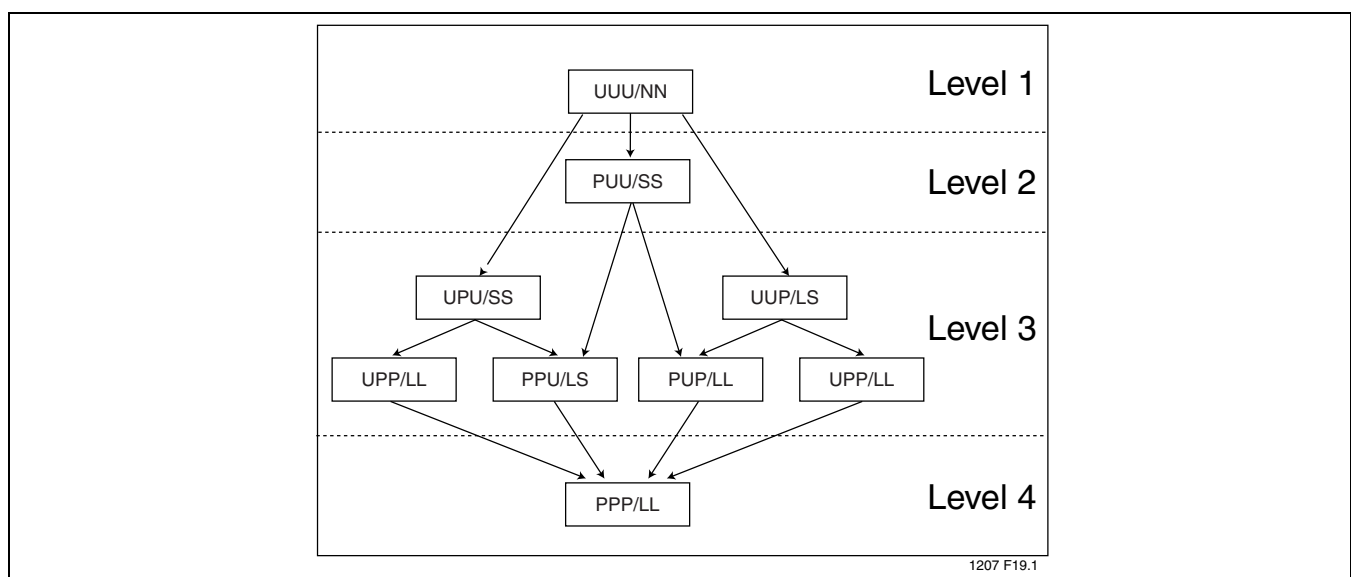 UUU/NN
Level 1
PUU/SS
Level 2
UPU/SS
UUP/LS
Level 3
UPP/LL
PPU/LS
PUP/LL
UPP/LL
PPP/LL
Level 4
1207 F19.1